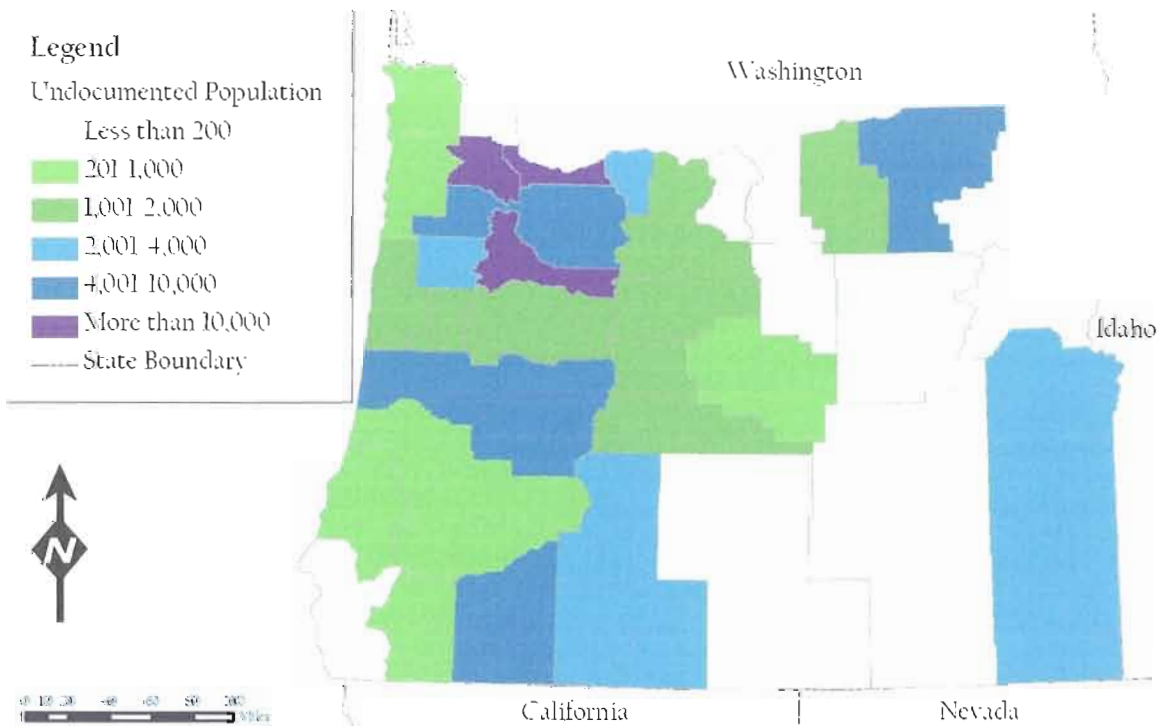 Legend
Undocumented Population
Less than 200
201-1,000
1,001-2,000
2,001-4,000
4,001-10,000
More than 10,000
State Boundary
Washington
Idaho
N
Miles
California
Nevada